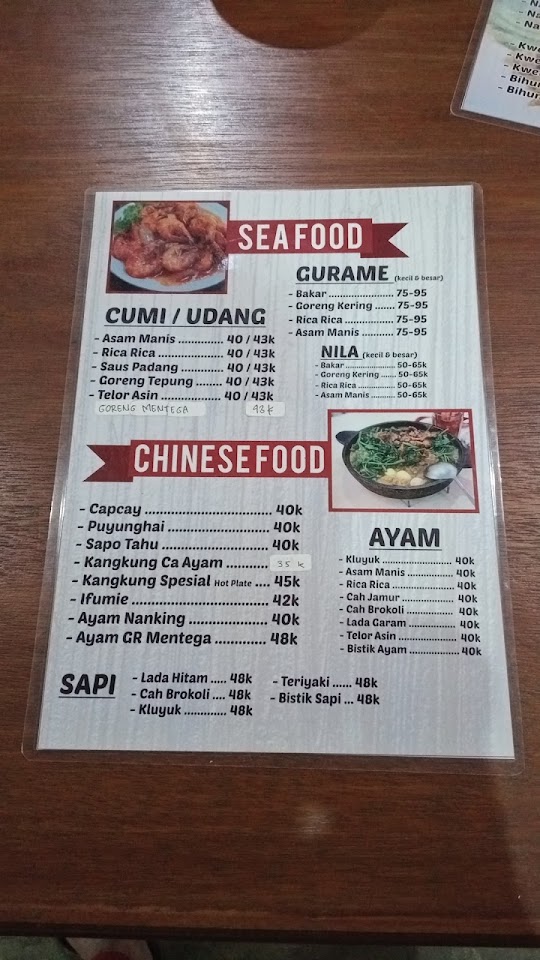 SEAFOOD
CUMI / UDANG
- Asam Manis ............. 40 / 43k
- Rica Rica .................. 40 / 43k
- Saus Padang ............ 40 / 43k
- Goreng Tepung ........ 40 / 43k
- Telor Asin ................. 40 / 43k
GORENG MENTEGA 43k
GURAME (kecil & besar)
- Bakar ........................ 75-95
- Goreng Kering ....... 75-95
- Rica Rica .................. 75-95
- Asam Manis ............ 75-95
NILA (kecil & besar)
- Bakar ..................... 50-65k
- Goreng Kering ...... 50-65k
- Rica Rica ............... 50-65k
- Asam Manis .......... 50-65k
CHINESE FOOD
- Capcay .................................. 40k
- Puyunghai ............................ 40k
- Sapo Tahu ............................. 40k
- Kangkung Ca Ayam ........... 35 k
- Kangkung Spesial Hot Plate .... 45k
- Ifumie .................................... 42k
- Ayam Nanking ..................... 40k
- Ayam GR Mentega ............... 48k
AYAM
- Kluyuk ........................ 40k
- Asam Manis ................ 40k
- Rica Rica .................... 40k
- Cah Jamur ................. 40k
- Cah Brokoli ................ 40k
- Lada Garam ............... 40k
- Telor Asin .................. 40k
- Bistik Ayam ............... 40k
SAPI
- Lada Hitam ..... 48k
- Cah Brokoli .... 48k
- Kluyuk ............. 48k
- Teriyaki ...... 48k
- Bistik Sapi ... 48k